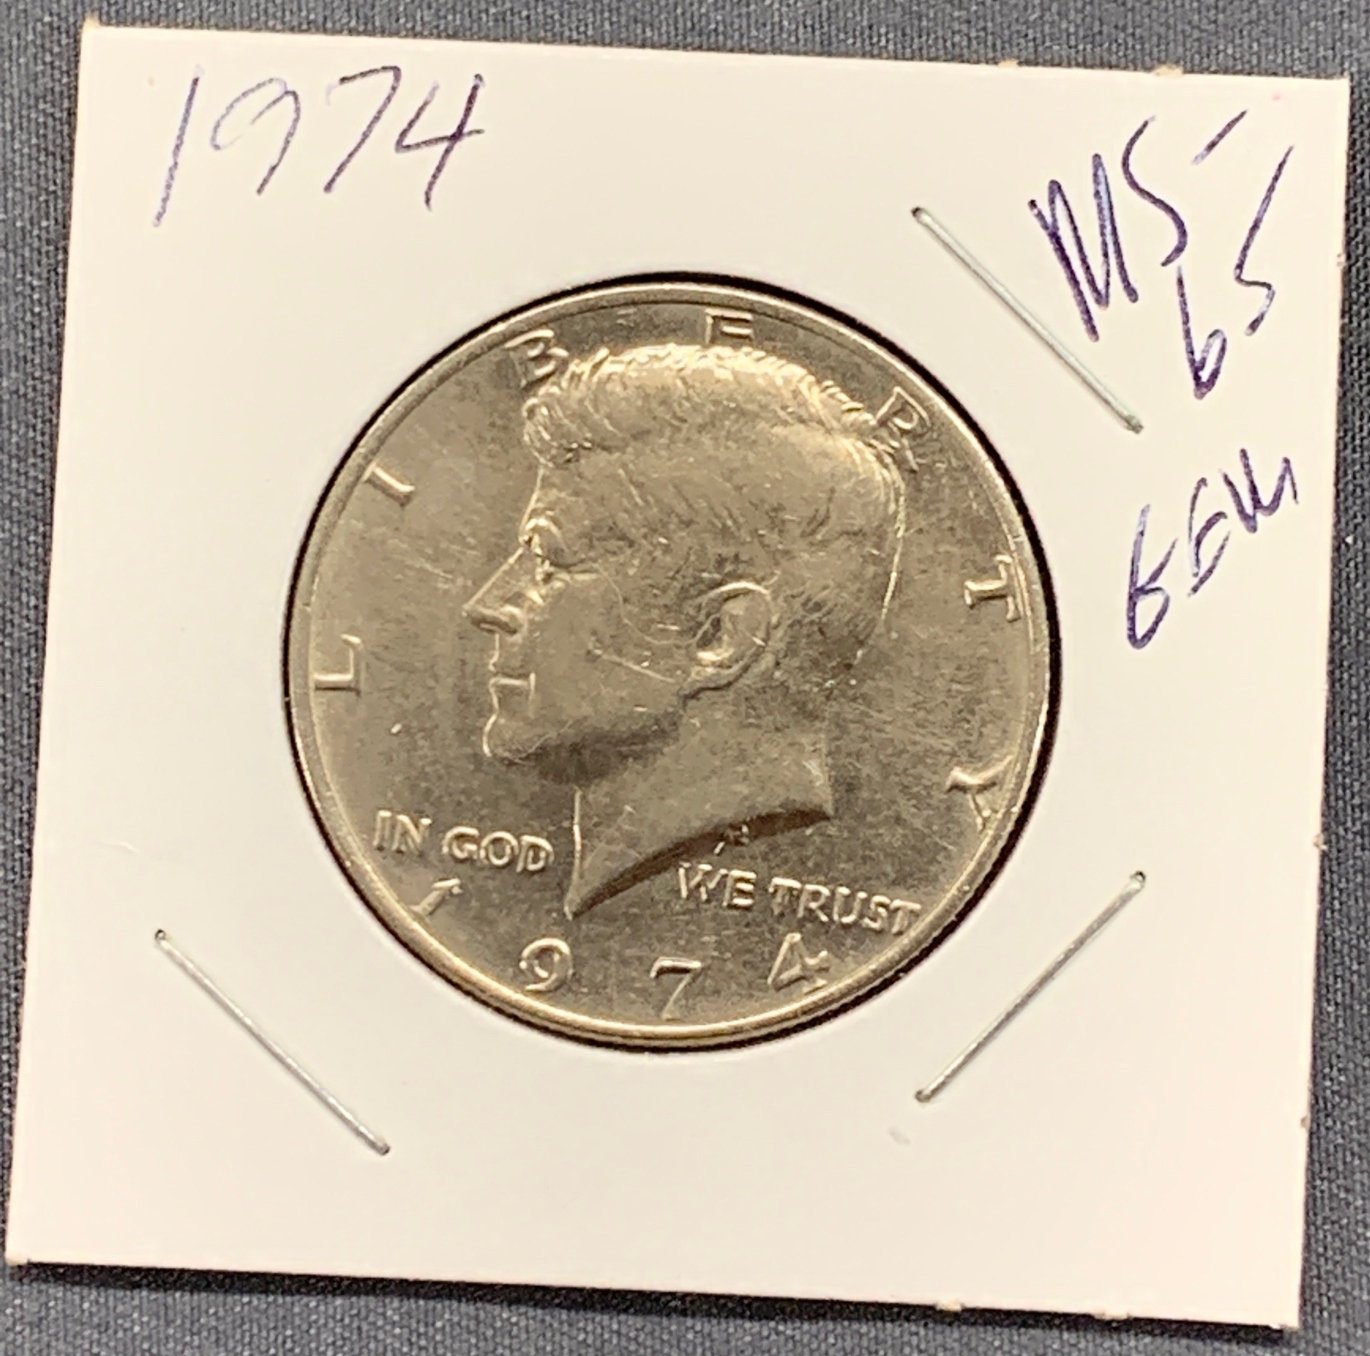 1974
MS-
65
GEM
LIBERTY
IN GOD WE TRUST
1974